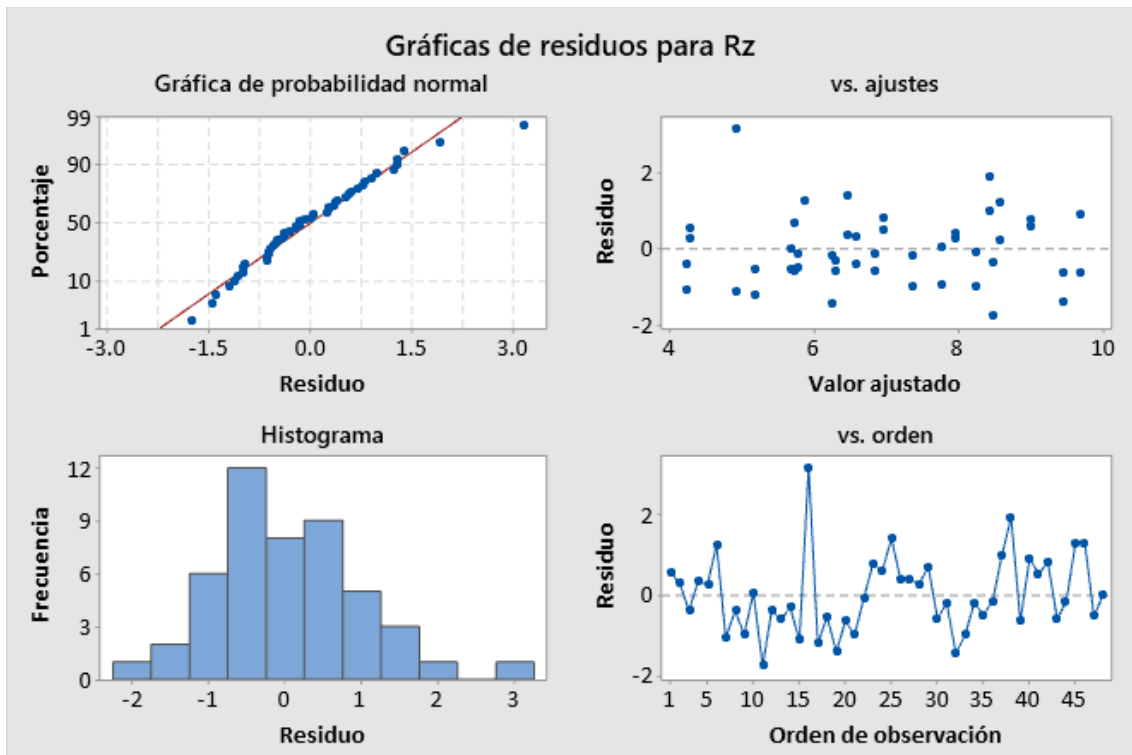 Gráficas de residuos para Rz
Gráfica de probabilidad normal
99
90
50
10
1
Porcentaje
-3.0 -1.5 0.0 1.5 3.0
Residuo
vs. ajustes
2
0
-2
Residuo
4 6 8 10
Valor ajustado
Histograma
12
9
6
3
0
Frecuencia
-2 -1 0 1 2 3
Residuo
vs. orden
2
0
-2
Residuo
1 5 10 15 20 25 30 35 40 45
Orden de observación